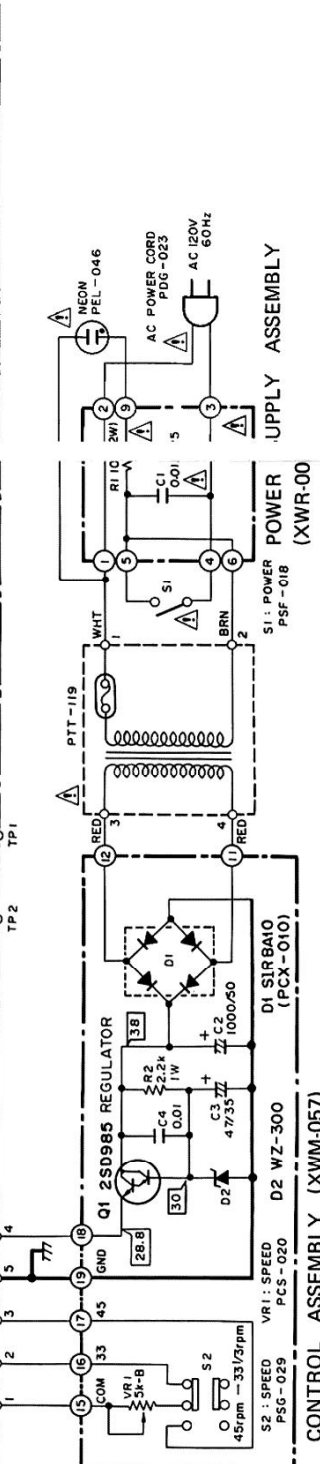 TP2
TP1
1
2
3
5
4
15
16
17
19
18
COM
33
45
GND
VR1
5k-B
S2
45rpm — 33 1/3rpm
S2 : SPEED
PSG-029
VR1 : SPEED
PCS-020
CONTROL ASSEMBLY (XWM-057)
Q1 2SD985 REGULATOR
28.8
30
38
C4
0.01
R2
2.2k
1W
C3
47/35
C2
1000/50
D2
D2 WZ-300
D1
D1 S1RBA10
(PCX-010)
12
11
RED
3
RED
4
PTT-119
WHT
1
BRN
2
S1
S1 : POWER
PSF-018
1
5
4
6
R1 10
2W)
C1
0.01
2
9
3
POWER
UPPLY ASSEMBLY
(XWR-00
NEON
PEL-046
AC POWER CORD
PDG-023
AC 120V
60Hz